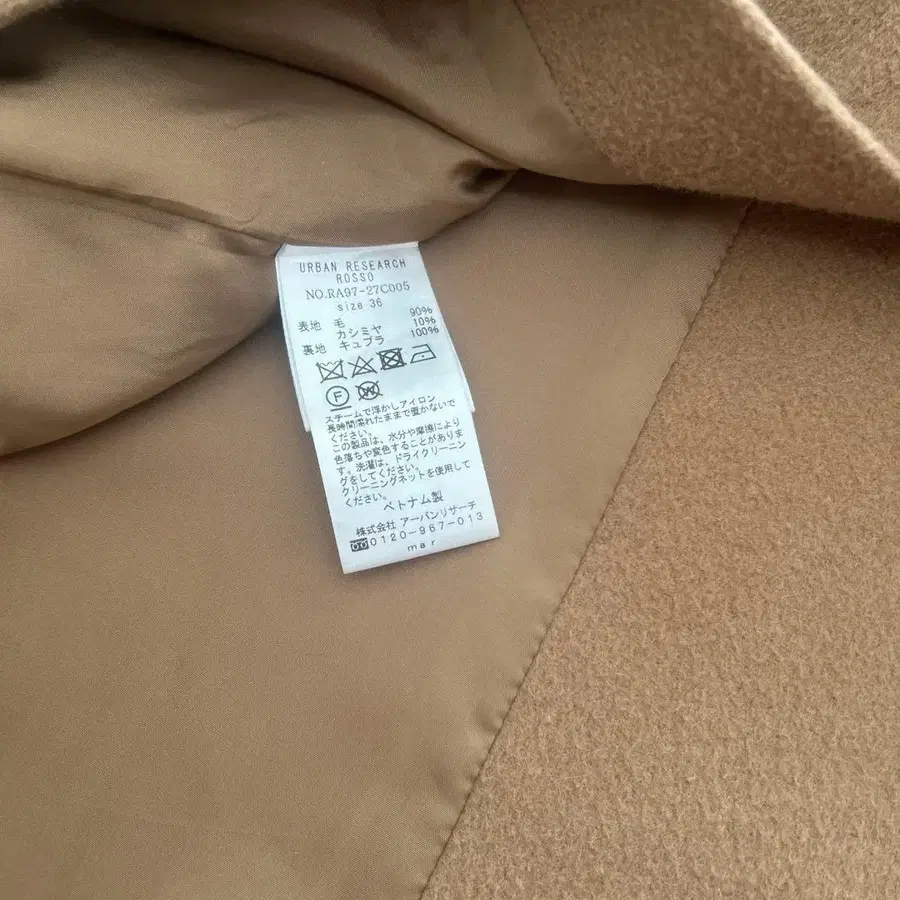 URBAN RESEARCH
ROSSO
NO.RA97-27C005
size 36
表地 毛 90%
カシミヤ 10%
裏地 キュプラ 100%
F W
スチームで浮かしアイロン
長時間濡れたままで置かないで
ください。
この製品は、水分や摩擦により
色落ちや変色することがありま
す。洗濯は、ドライクリーニン
グをしてください。
クリーニングネットを使用して
ください。
ベトナム製
株式会社 アーバンリサーチ
0120-967-013
mar